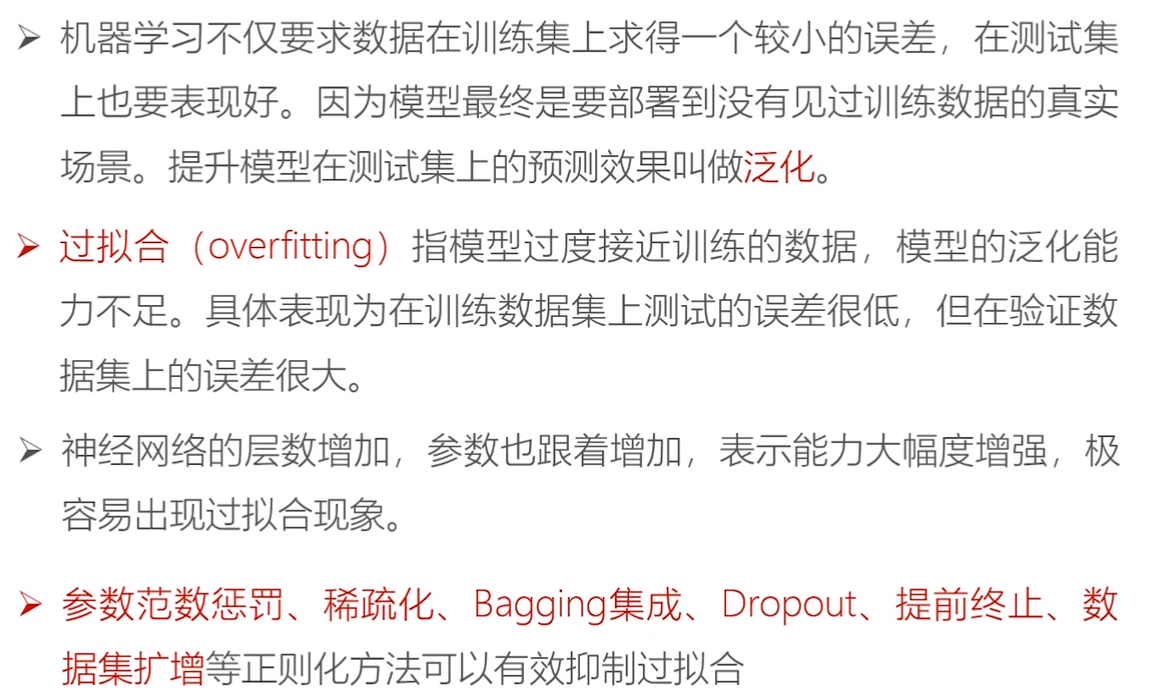 ➢ 机器学习不仅要求数据在训练集上求得一个较小的误差，在测试集
上也要表现好。因为模型最终是要部署到没有见过训练数据的真实
场景。提升模型在测试集上的预测效果叫做泛化。
➢ 过拟合（overfitting）指模型过度接近训练的数据，模型的泛化能
力不足。具体表现为在训练数据集上测试的误差很低，但在验证数
据集上的误差很大。
➢ 神经网络的层数增加，参数也跟着增加，表示能力大幅度增强，极
容易出现过拟合现象。
➢ 参数范数惩罚、稀疏化、Bagging集成、Dropout、提前终止、数
据集扩增等正则化方法可以有效抑制过拟合